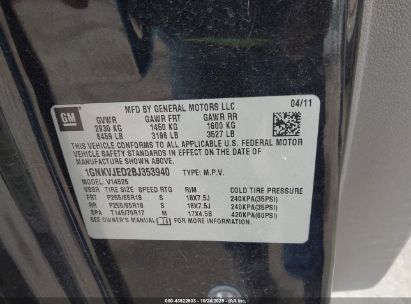 GM
MFD BY GENERAL MOTORS LLC
04/11
GVWR GAWR FRT GAWR RR
2930 KG 1450 KG 1600 KG
6459 LB 3196 LB 3527 LB
THIS VEHICLE CONFORMS TO ALL APPLICABLE U.S. FEDERAL MOTOR
VEHICLE SAFETY STANDARDS IN EFFECT ON THE DATE OF
MANUFACTURE SHOWN ABOVE.
1GNKVJED2BJ353940 TYPE: M.P.V.
MODEL: V14526
TIRE SIZE SPEED RTG RIM COLD TIRE PRESSURE
FRT P255/65R18 S 18X7.5J 240KPA(35PSI)
RR P255/65R18 S 18X7.5J 240KPA(35PSI)
SPA T145/70R17 M 17X4.5B 420KPA(60PSI)
SEE OWNER'S MANUAL FOR MORE INFORMATION.